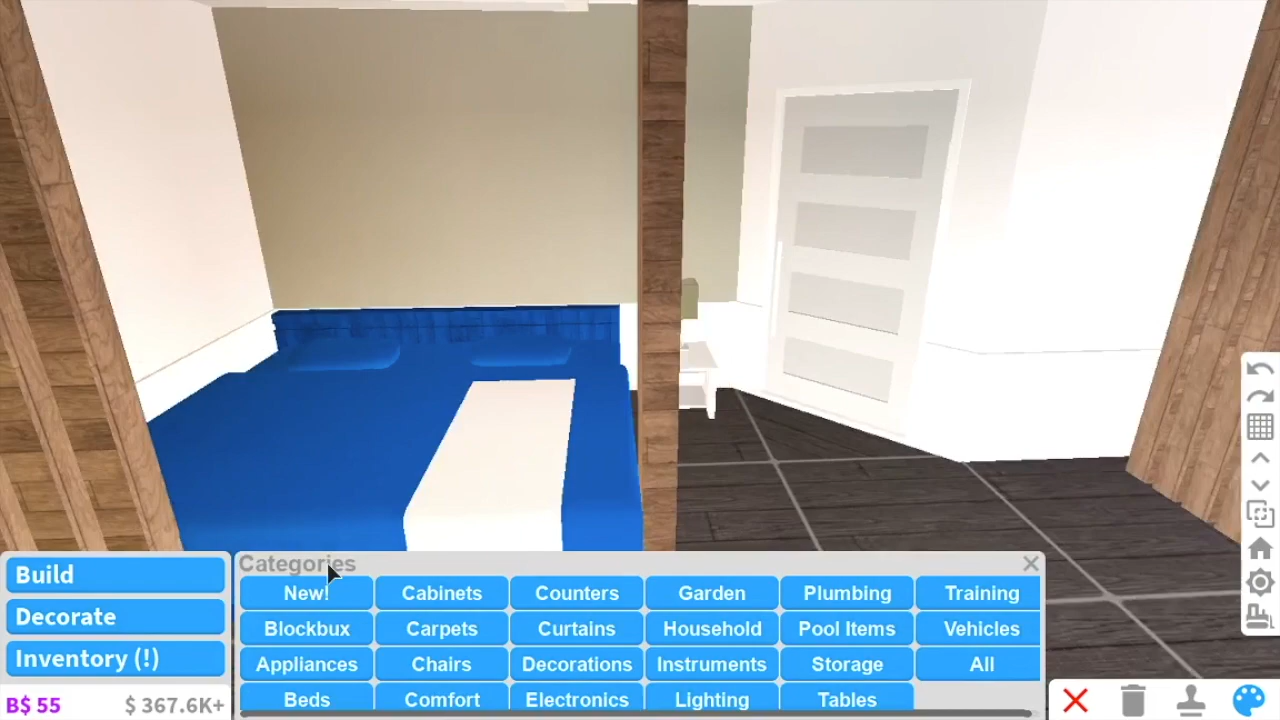 Build
Decorate
Inventory (!)
B$ 55 $ 367.6K+
Categories
New! Cabinets Counters Garden Plumbing Training
Blockbux Carpets Curtains Household Pool Items Vehicles
Appliances Chairs Decorations Instruments Storage All
Beds Comfort Electronics Lighting Tables